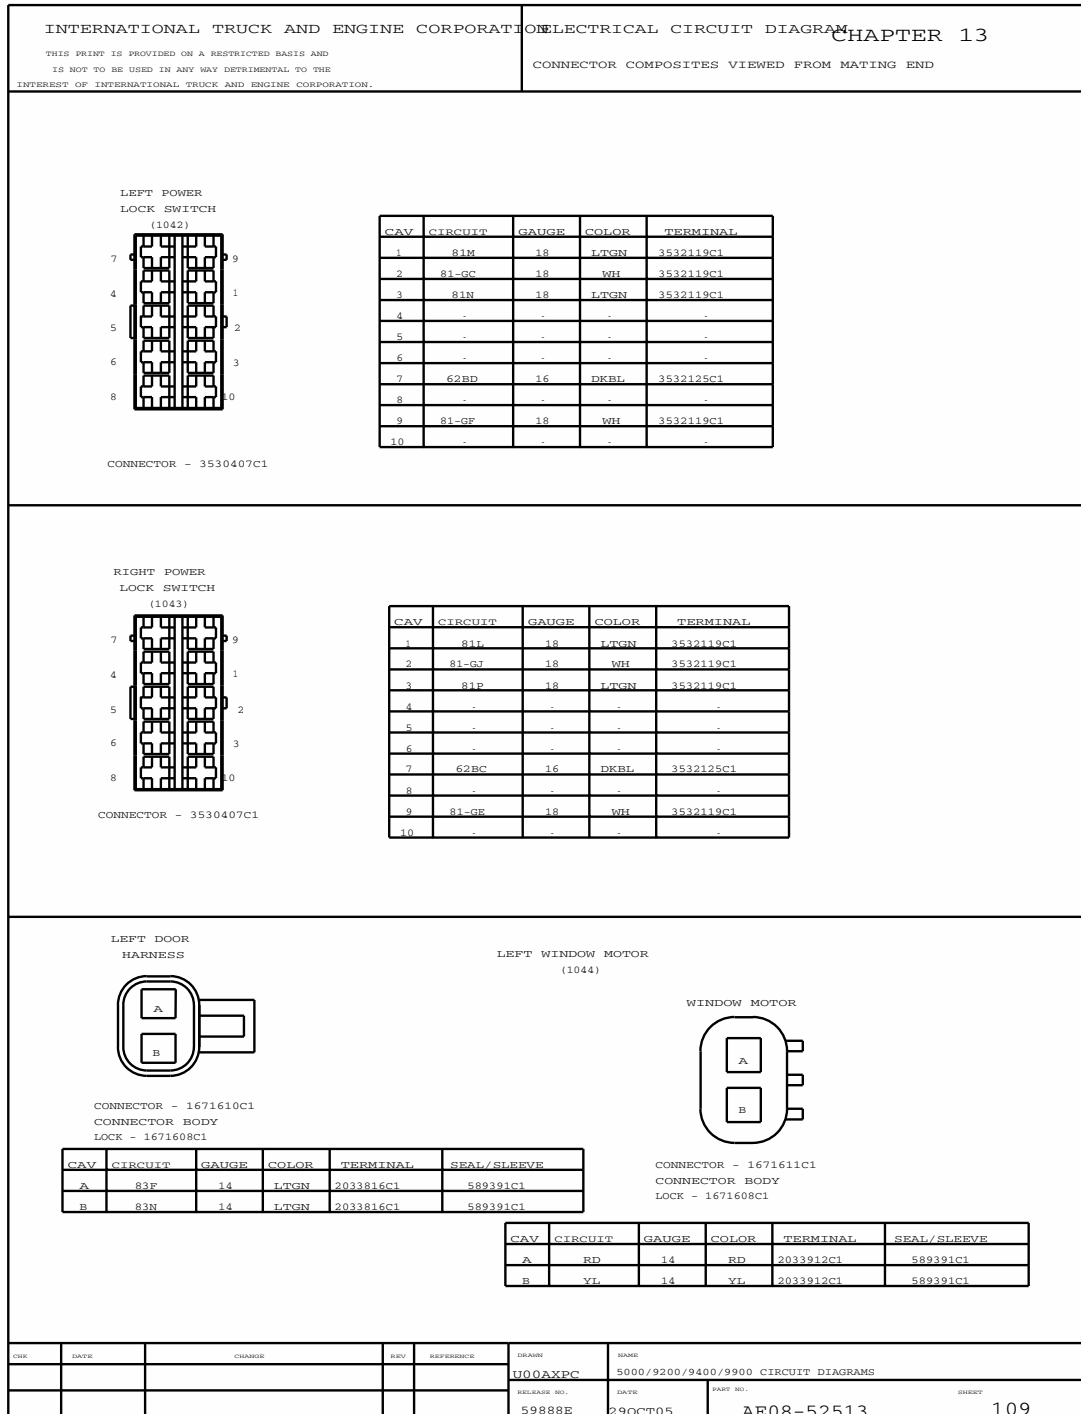 INTERNATIONAL TRUCK AND ENGINE CORPORATION
THIS PRINT IS PROVIDED ON A RESTRICTED BASIS AND
IS NOT TO BE USED IN ANY WAY DETRIMENTAL TO THE
INTEREST OF INTERNATIONAL TRUCK AND ENGINE CORPORATION.
ELECTRICAL CIRCUIT DIAGRAM
CHAPTER 13
CONNECTOR COMPOSITES VIEWED FROM MATING END
LEFT POWER
LOCK SWITCH
(1042)
7 9
4 1
5 2
6 3
8 10
CONNECTOR - 3530407C1
CAV CIRCUIT GAUGE COLOR TERMINAL
1 81M 18 LTGN 3532119C1
2 81-GC 18 WH 3532119C1
3 81N 18 LTGN 3532119C1
4 - - - -
5 - - - -
6 - - - -
7 62BD 16 DKBL 3532125C1
8 - - - -
9 81-GF 18 WH 3532119C1
10 - - - -
RIGHT POWER
LOCK SWITCH
(1043)
7 9
4 1
5 2
6 3
8 10
CONNECTOR - 3530407C1
CAV CIRCUIT GAUGE COLOR TERMINAL
1 81L 18 LTGN 3532119C1
2 81-GJ 18 WH 3532119C1
3 81P 18 LTGN 3532119C1
4 - - - -
5 - - - -
6 - - - -
7 62BC 16 DKBL 3532125C1
8 - - - -
9 81-GE 18 WH 3532119C1
10 - - - -
LEFT DOOR
HARNESS
A
B
CONNECTOR - 1671610C1
CONNECTOR BODY
LOCK - 1671608C1
CAV CIRCUIT GAUGE COLOR TERMINAL SEAL/SLEEVE
A 83F 14 LTGN 2033816C1 589391C1
B 83N 14 LTGN 2033816C1 589391C1
LEFT WINDOW MOTOR
(1044)
WINDOW MOTOR
A
B
CONNECTOR - 1671611C1
CONNECTOR BODY
LOCK - 1671608C1
CAV CIRCUIT GAUGE COLOR TERMINAL SEAL/SLEEVE
A RD 14 RD 2033912C1 589391C1
B YL 14 YL 2033912C1 589391C1
CHK DATE CHANGE REV REFERENCE
DRAWN
U00AXPC
NAME
5000/9200/9400/9900 CIRCUIT DIAGRAMS
RELEASE NO.
59888E
DATE
29OCT05
PART NO.
AE08-52513
SHEET
109